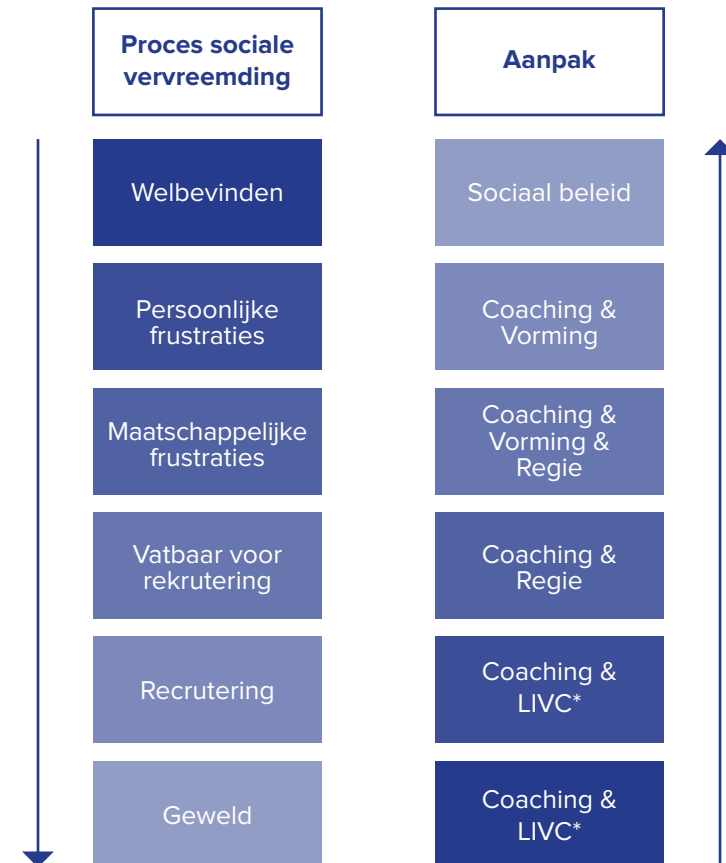 Proces sociale
vervreemding
Aanpak
Welbevinden
Sociaal beleid
Persoonlijke
frustraties
Coaching &
Vorming
Maatschappelijke
frustraties
Coaching &
Vorming &
Regie
Vatbaar voor
rekrutering
Coaching &
Regie
Recrutering
Coaching &
LIVC*
Geweld
Coaching &
LIVC*